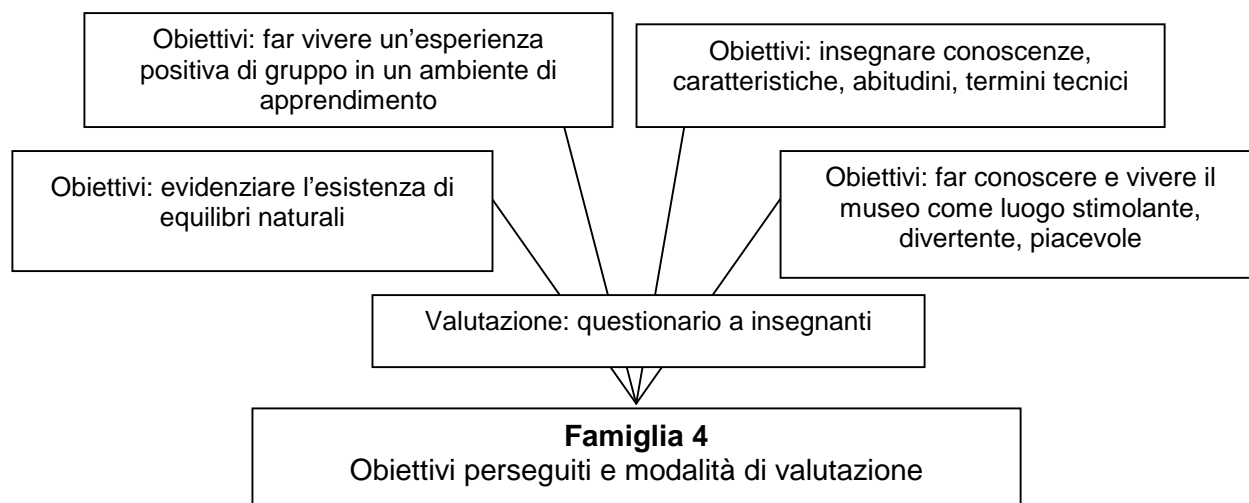 Obiettivi: far vivere un’esperienza
positiva di gruppo in un ambiente di
apprendimento
Obiettivi: insegnare conoscenze,
caratteristiche, abitudini, termini tecnici
Obiettivi: evidenziare l’esistenza di
equilibri naturali
Obiettivi: far conoscere e vivere il
museo come luogo stimolante,
divertente, piacevole
Valutazione: questionario a insegnanti
Famiglia 4
Obiettivi perseguiti e modalità di valutazione